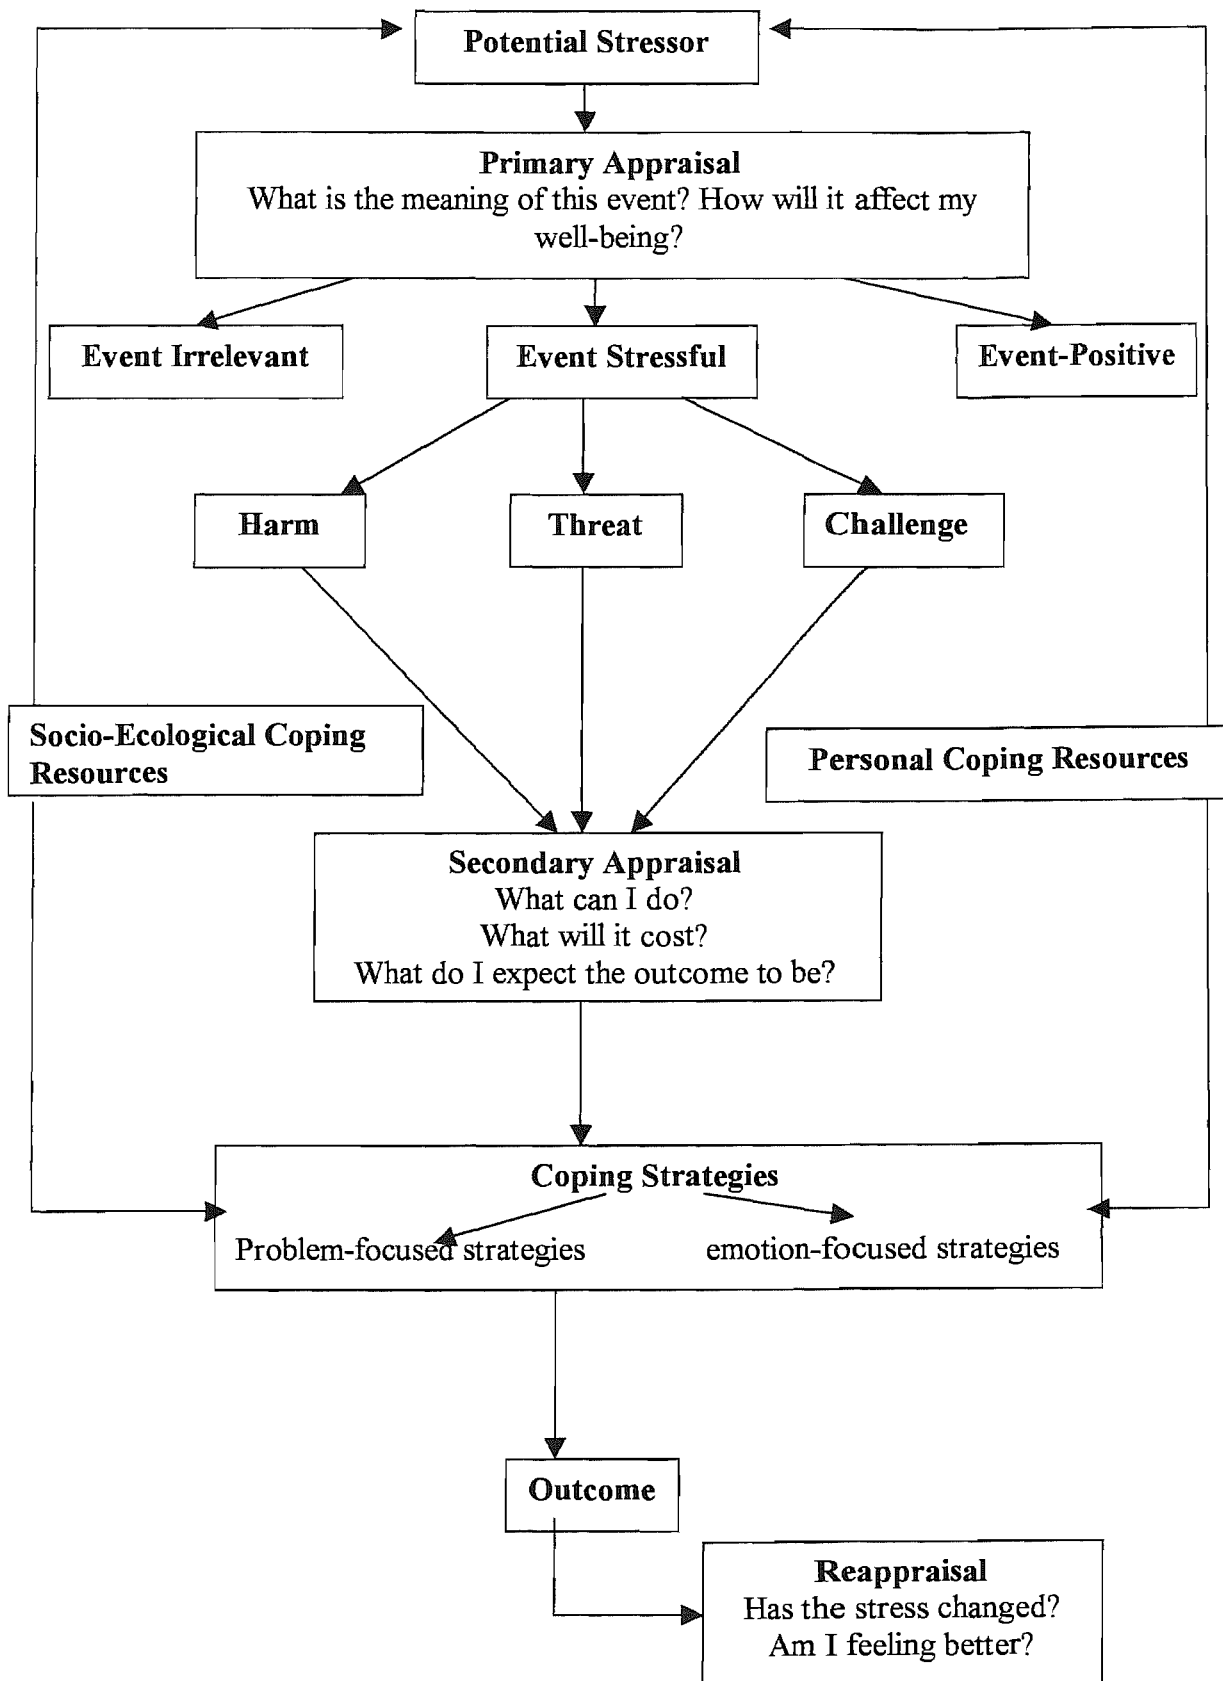 Potential Stressor
Primary Appraisal
What is the meaning of this event? How will it affect my
well-being?
Event Irrelevant
Event Stressful
Event-Positive
Harm
Threat
Challenge
Socio-Ecological Coping
Resources
Personal Coping Resources
Secondary Appraisal
What can I do?
What will it cost?
What do I expect the outcome to be?
Coping Strategies
Problem-focused strategies
emotion-focused strategies
Outcome
Reappraisal
Has the stress changed?
Am I feeling better?